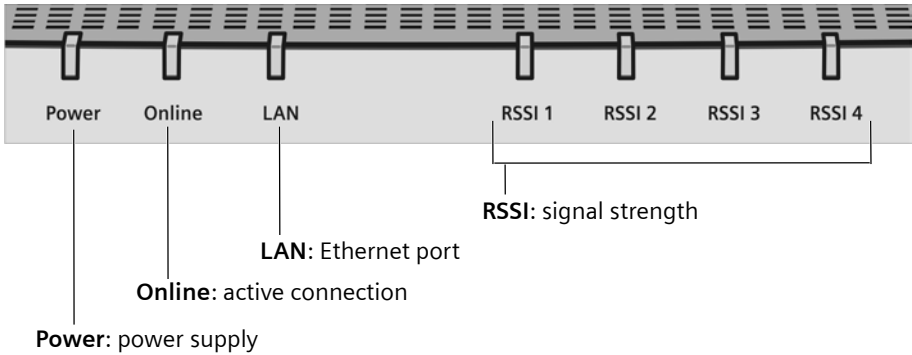 Power Online LAN RSSI 1 RSSI 2 RSSI 3 RSSI 4
RSSI: signal strength
LAN: Ethernet port
Online: active connection
Power: power supply